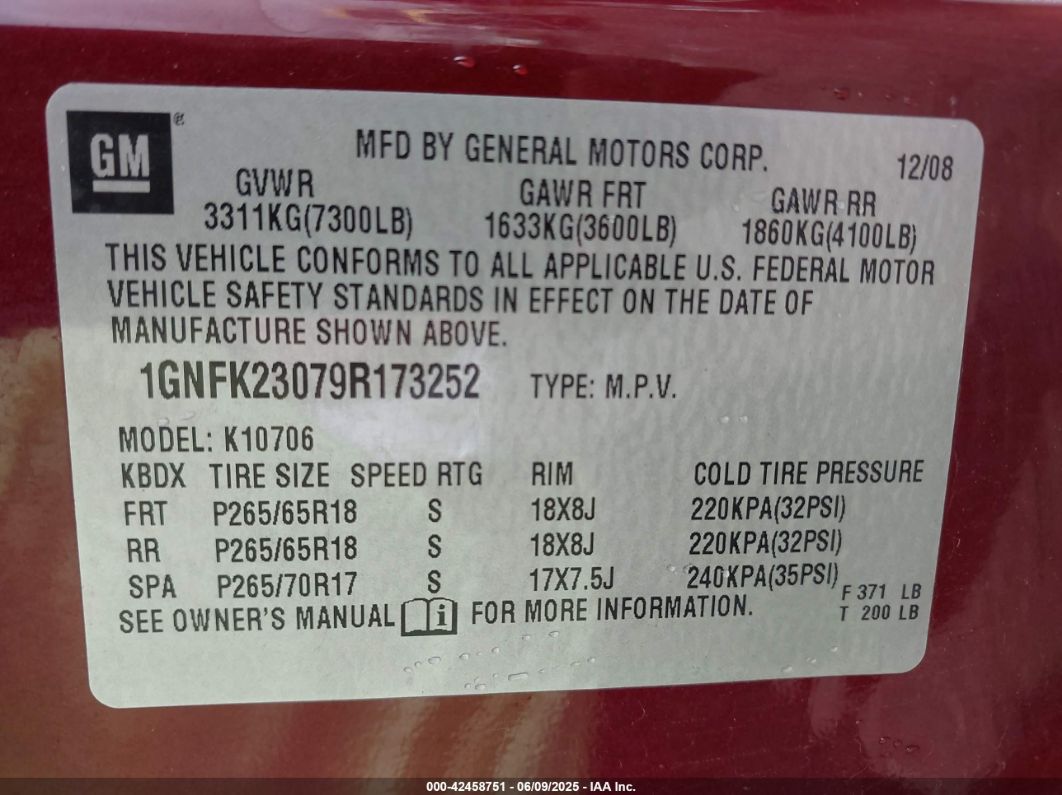 GM
MFD BY GENERAL MOTORS CORP. 12/08
GVWR GAWR FRT GAWR RR
3311KG(7300LB) 1633KG(3600LB) 1860KG(4100LB)
THIS VEHICLE CONFORMS TO ALL APPLICABLE U.S. FEDERAL MOTOR
VEHICLE SAFETY STANDARDS IN EFFECT ON THE DATE OF
MANUFACTURE SHOWN ABOVE.
1GNFK23079R173252 TYPE: M.P.V.
MODEL: K10706
KBDX TIRE SIZE SPEED RTG RIM COLD TIRE PRESSURE
FRT P265/65R18 S 18X8J 220KPA(32PSI)
RR P265/65R18 S 18X8J 220KPA(32PSI)
SPA P265/70R17 S 17X7.5J 240KPA(35PSI)
F 371 LB
SEE OWNER'S MANUAL i FOR MORE INFORMATION.
T 200 LB
000-42458751 - 06/09/2025 - IAA Inc.